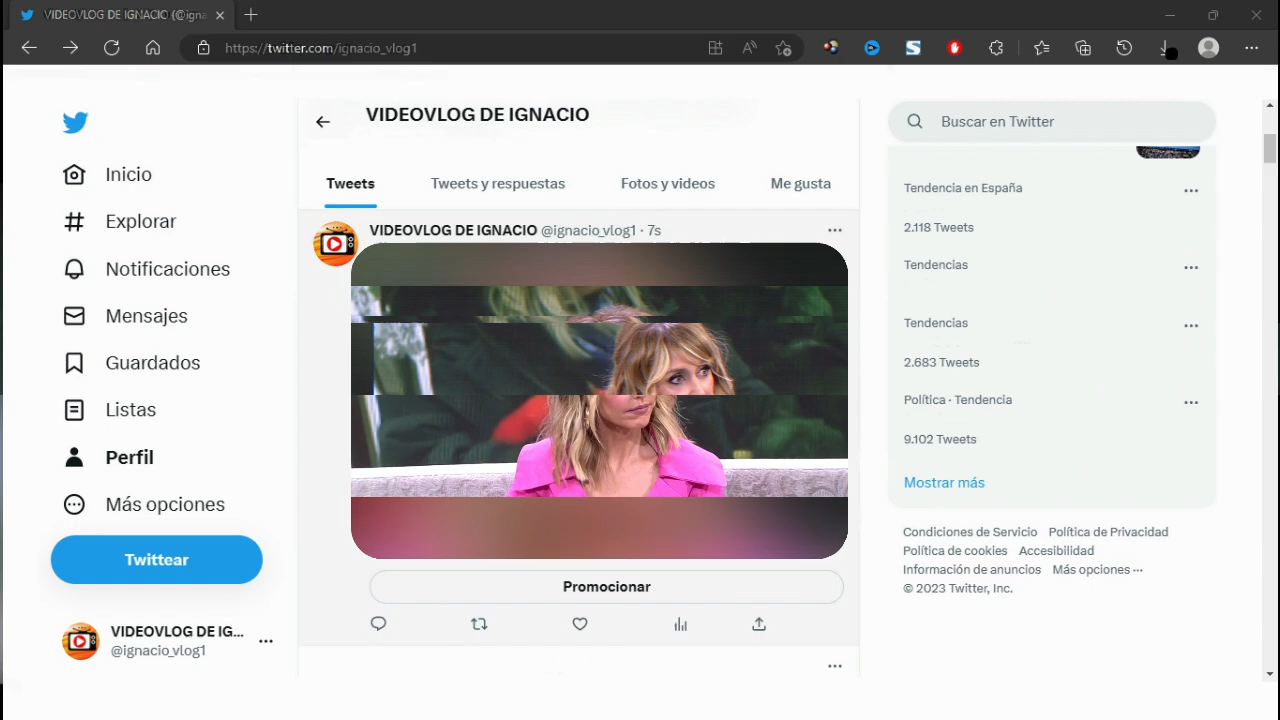 VIDEOVLOG DE IGNACIO (@igna
https://twitter.com/ignacio_vlog1
VIDEOVLOG DE IGNACIO
Buscar en Twitter
Inicio
Explorar
Notificaciones
Mensajes
Guardados
Listas
Perfil
Más opciones
Twittear
VIDEOVLOG DE IG...
@ignacio_vlog1
Tweets
Tweets y respuestas
Fotos y videos
Me gusta
VIDEOVLOG DE IGNACIO @ignacio_vlog1 · 7s
Promocionar
Tendencia en España
2.118 Tweets
Tendencias
Tendencias
2.683 Tweets
Política · Tendencia
9.102 Tweets
Mostrar más
Condiciones de Servicio Política de Privacidad
Política de cookies Accesibilidad
Información de anuncios Más opciones ···
© 2023 Twitter, Inc.